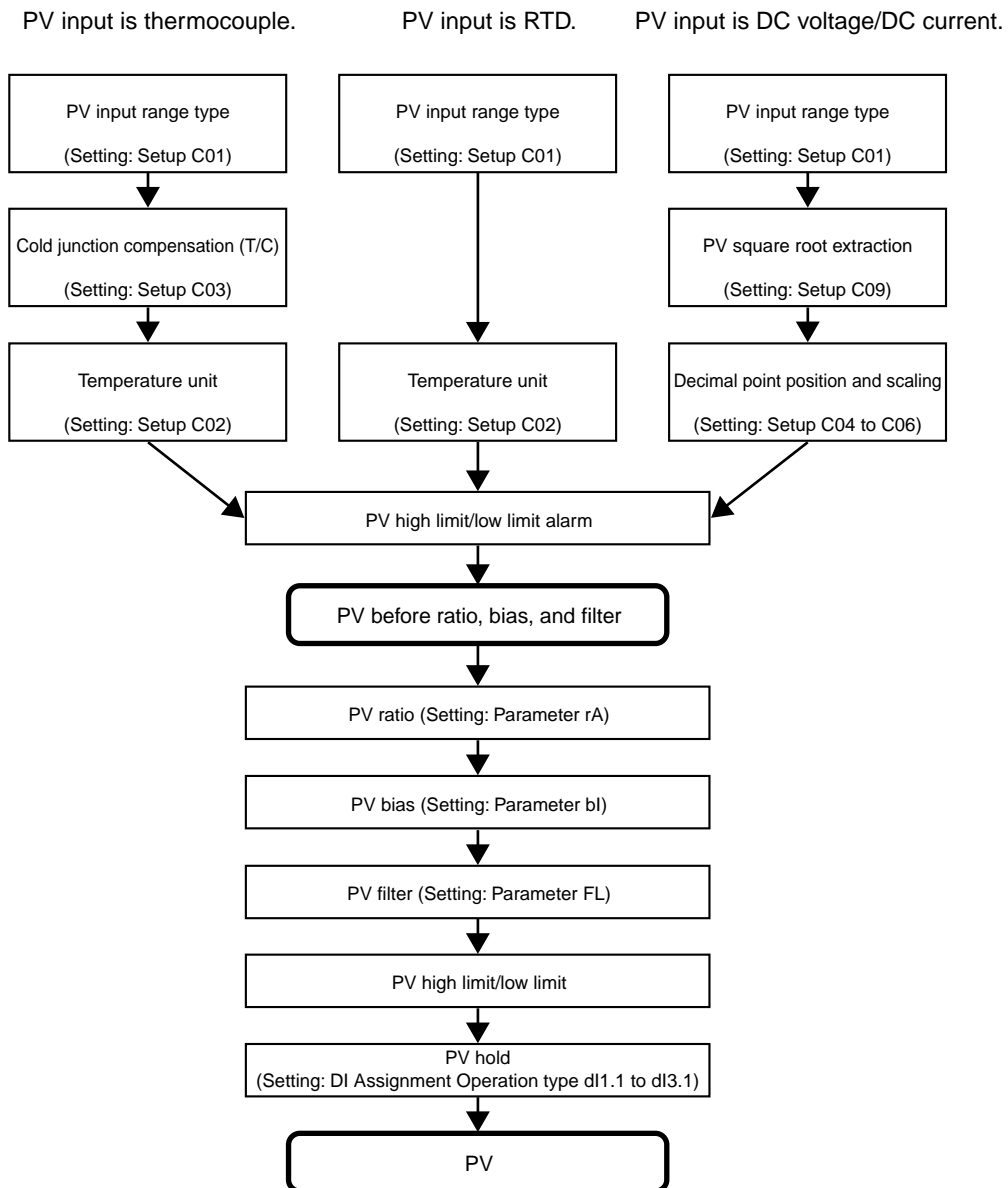 PV input is thermocouple.
PV input is RTD.
PV input is DC voltage/DC current.
PV input range type
(Setting: Setup C01)
PV input range type
(Setting: Setup C01)
PV input range type
(Setting: Setup C01)
Cold junction compensation (T/C)
(Setting: Setup C03)
PV square root extraction
(Setting: Setup C09)
Temperature unit
(Setting: Setup C02)
Temperature unit
(Setting: Setup C02)
Decimal point position and scaling
(Setting: Setup C04 to C06)
PV high limit/low limit alarm
PV before ratio, bias, and filter
PV ratio (Setting: Parameter rA)
PV bias (Setting: Parameter bI)
PV filter (Setting: Parameter FL)
PV high limit/low limit
PV hold
(Setting: DI Assignment Operation type dI1.1 to dI3.1)
PV